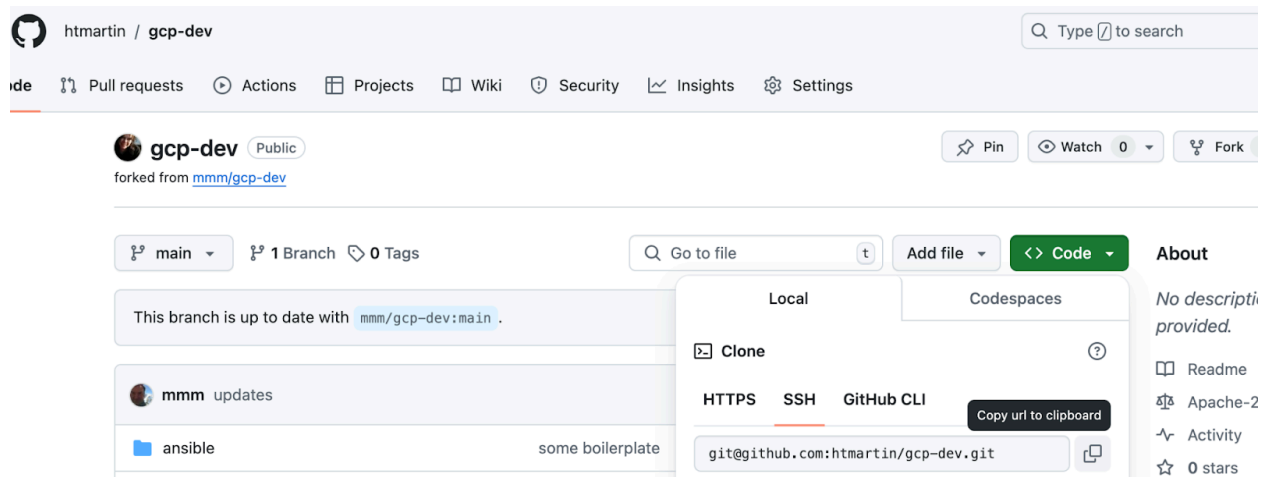 htmartin / gcp-dev
Type / to search
Pull requests Actions Projects Wiki Security Insights Settings
gcp-dev Public
Pin Watch 0 Fork
forked from mmm/gcp-dev
main 1 Branch 0 Tags
Go to file t Add file Code
About
This branch is up to date with mmm/gcp-dev:main .
Local Codespaces
No
provided.
Clone
Readme
mmm updates
HTTPS SSH GitHub CLI
Copy url to clipboard
Apache-2
ansible some boilerplate
Activity
git@github.com:htmartin/gcp-dev.git
0 stars